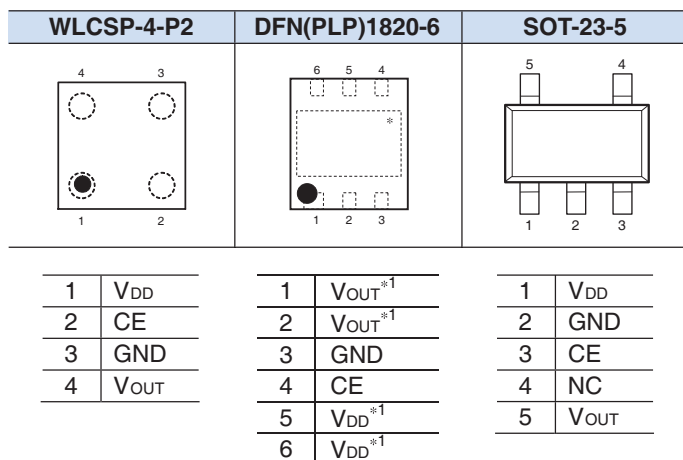 WLCSP-4-P2 DFN(PLP)1820-6 SOT-23-5
4 3 6 5 4 5 4
*
1 2 1 2 3 1 2 3
1 VDD
2 CE
3 GND
4 VOUT
1 VOUT*1
2 VOUT*1
3 GND
4 CE
5 VDD*1
6 VDD*1
1 VDD
2 GND
3 CE
4 NC
5 VOUT